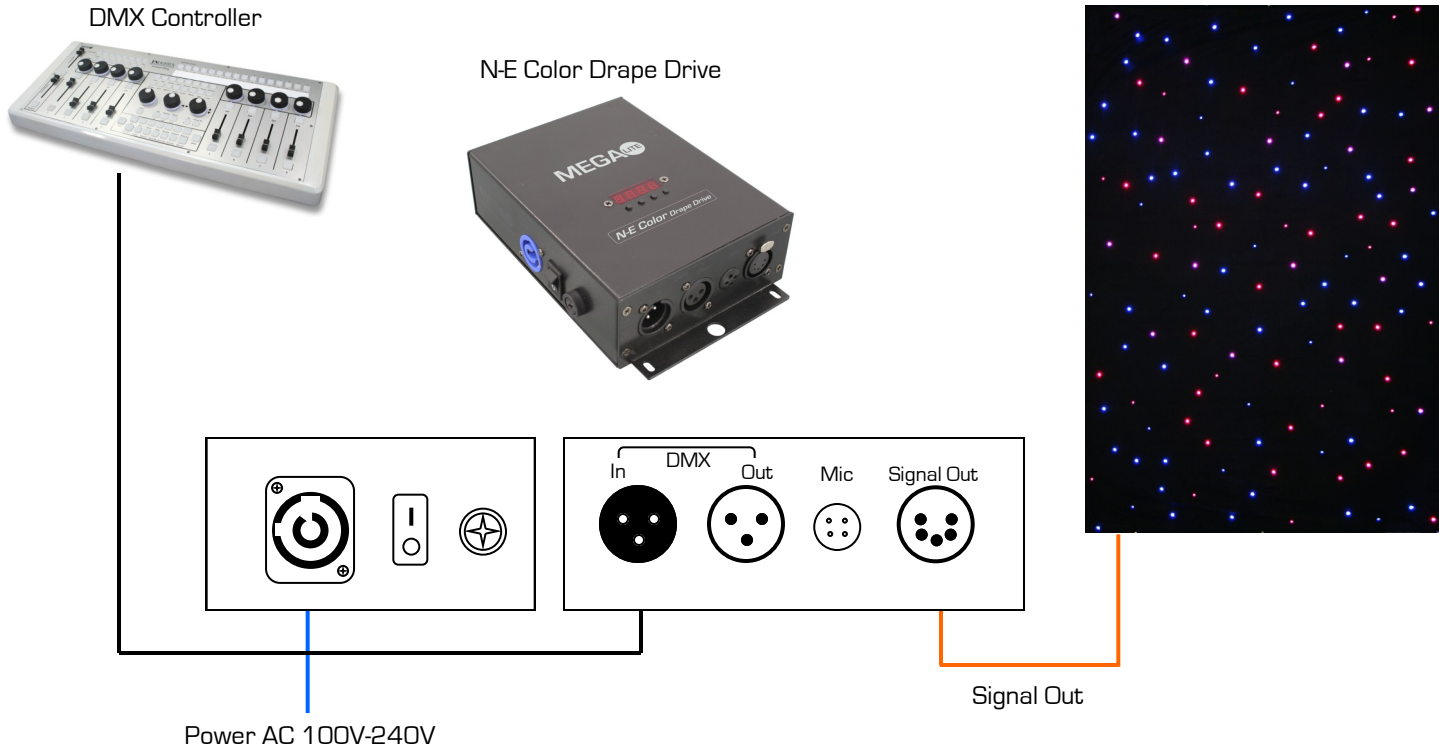 DMX Controller
N-E Color Drape Drive
MEGA LITE
N-E Color Drape Drive
In
DMX
Out
Mic
Signal Out
Signal Out
Power AC 100V-240V